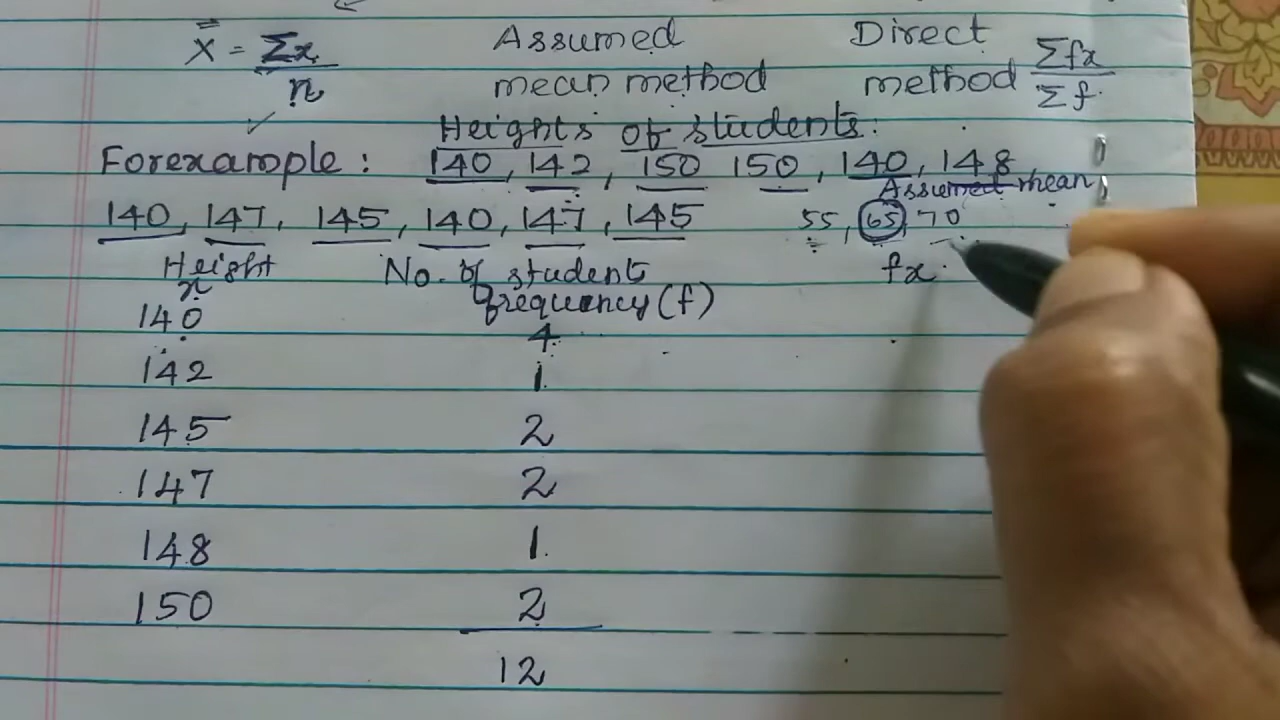 X̄ = Σx / n Assumed mean method Direct method Σfx / Σf
Heights of students:
Forexample : 140, 142, 150 150, 140, 148
Assumed mean
140, 147, 145, 140, 147, 145 55, 65, 70
Height No. of student fx
x frequency (f)
140 4
142 1
145 2
147 2
148 1
150 2
12